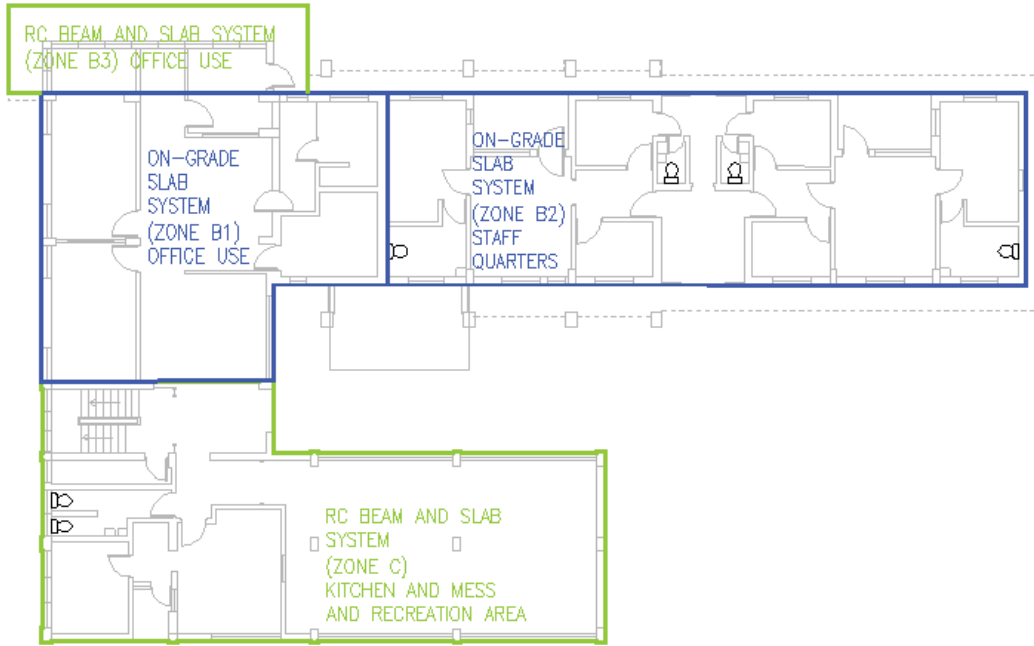 RC BEAM AND SLAB SYSTEM
(ZONE B3) OFFICE USE
ON-GRADE
SLAB
SYSTEM
(ZONE B1)
OFFICE USE
ON-GRADE
SLAB
SYSTEM
(ZONE B2)
STAFF
QUARTERS
RC BEAM AND SLAB
SYSTEM
(ZONE C)
KITCHEN AND MESS
AND RECREATION AREA